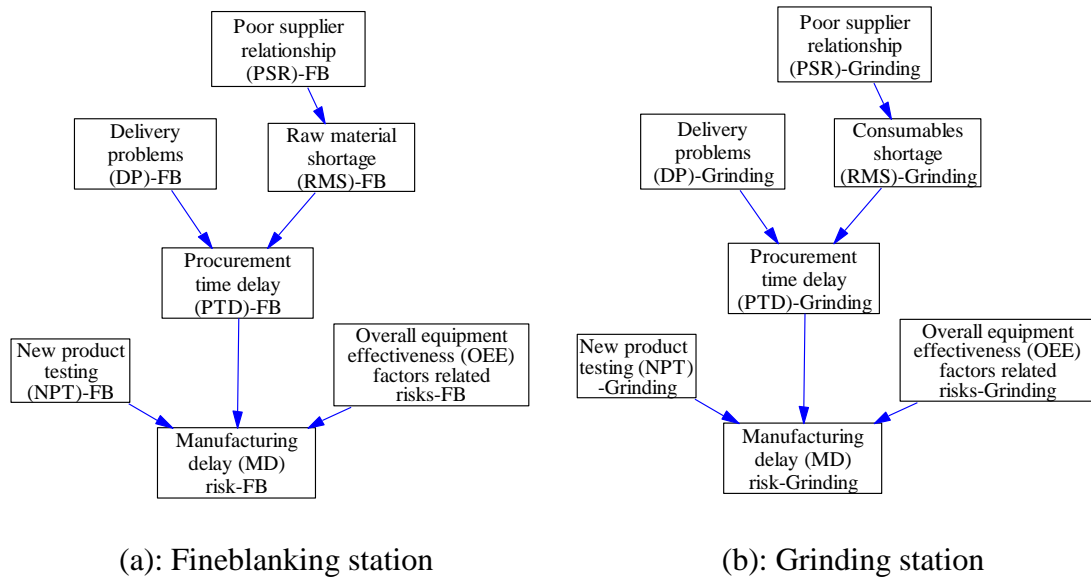 Poor supplier
relationship
(PSR)-FB
Delivery
problems
(DP)-FB
Raw material
shortage
(RMS)-FB
Procurement
time delay
(PTD)-FB
New product
testing
(NPT)-FB
Overall equipment
effectiveness (OEE)
factors related
risks-FB
Manufacturing
delay (MD)
risk-FB
(a): Fineblanking station
Poor supplier
relationship
(PSR)-Grinding
Delivery
problems
(DP)-Grinding
Consumables
shortage
(RMS)-Grinding
Procurement
time delay
(PTD)-Grinding
New product
testing (NPT)
-Grinding
Overall equipment
effectiveness (OEE)
factors related
risks-Grinding
Manufacturing
delay (MD)
risk-Grinding
(b): Grinding station